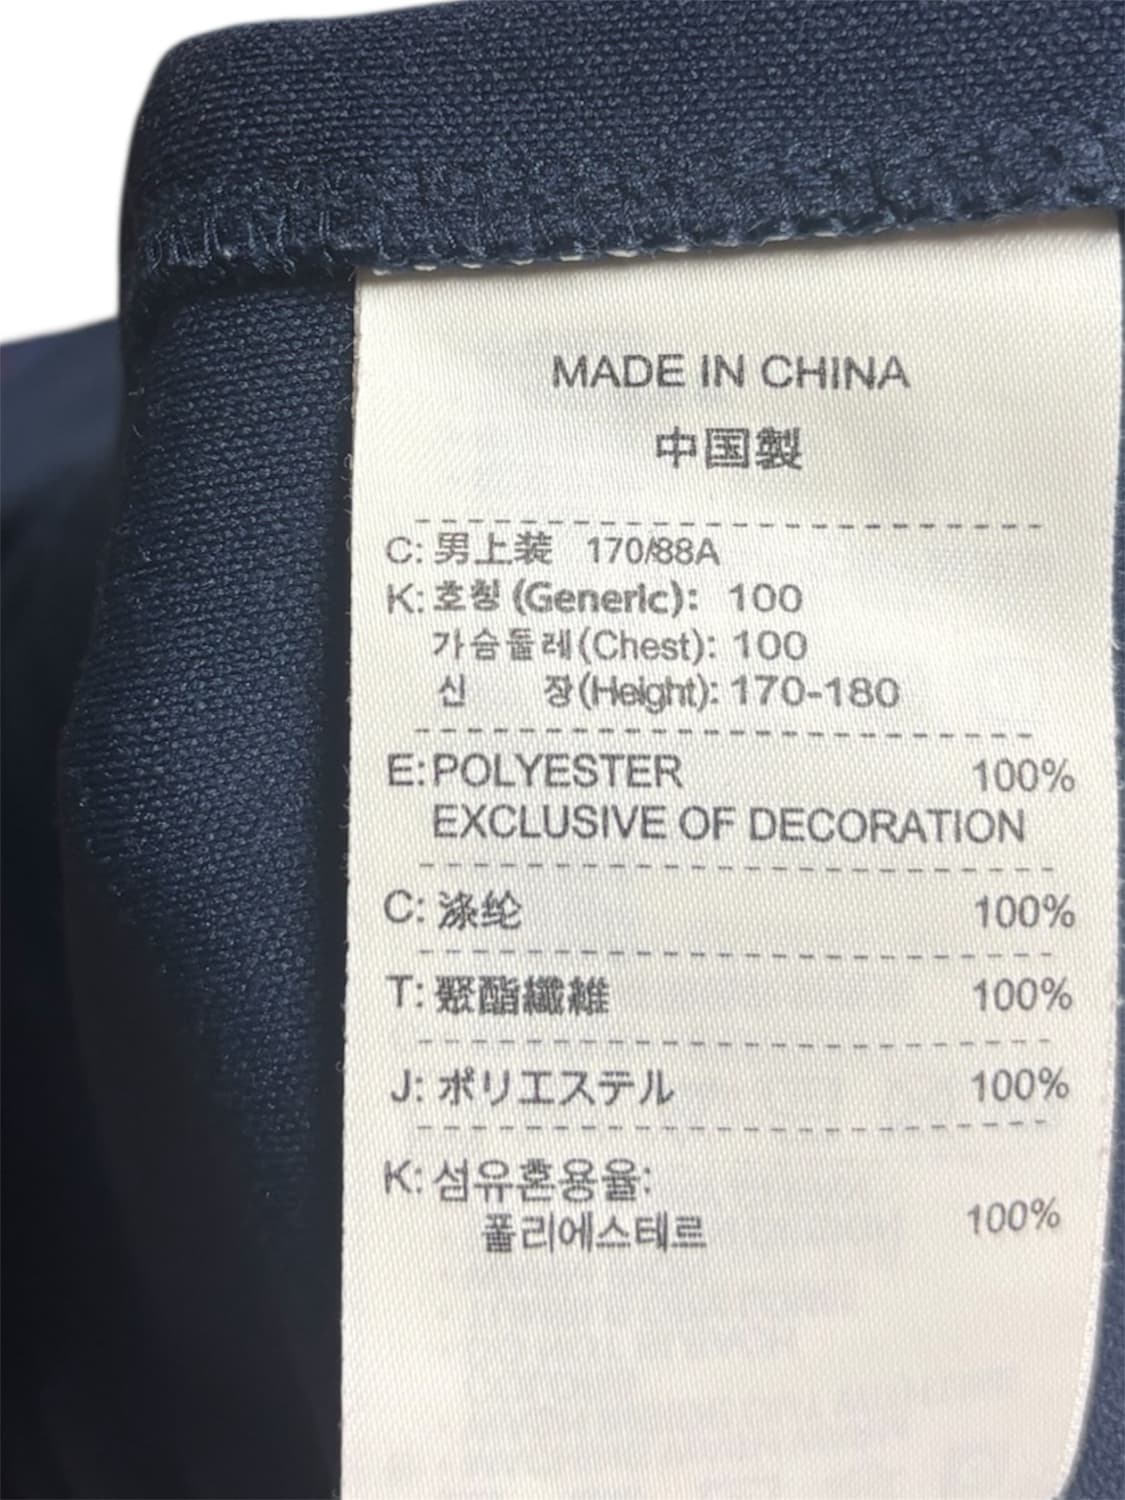 MADE IN CHINA
中国製
C: 男上装 170/88A
K: 호칭 (Generic): 100
가슴둘레(Chest): 100
신 장(Height): 170-180
E: POLYESTER 100%
EXCLUSIVE OF DECORATION
C: 涤纶 100%
T: 聚酯纖維 100%
J: ポリエステル 100%
K: 섬유혼용율:
폴리에스테르 100%